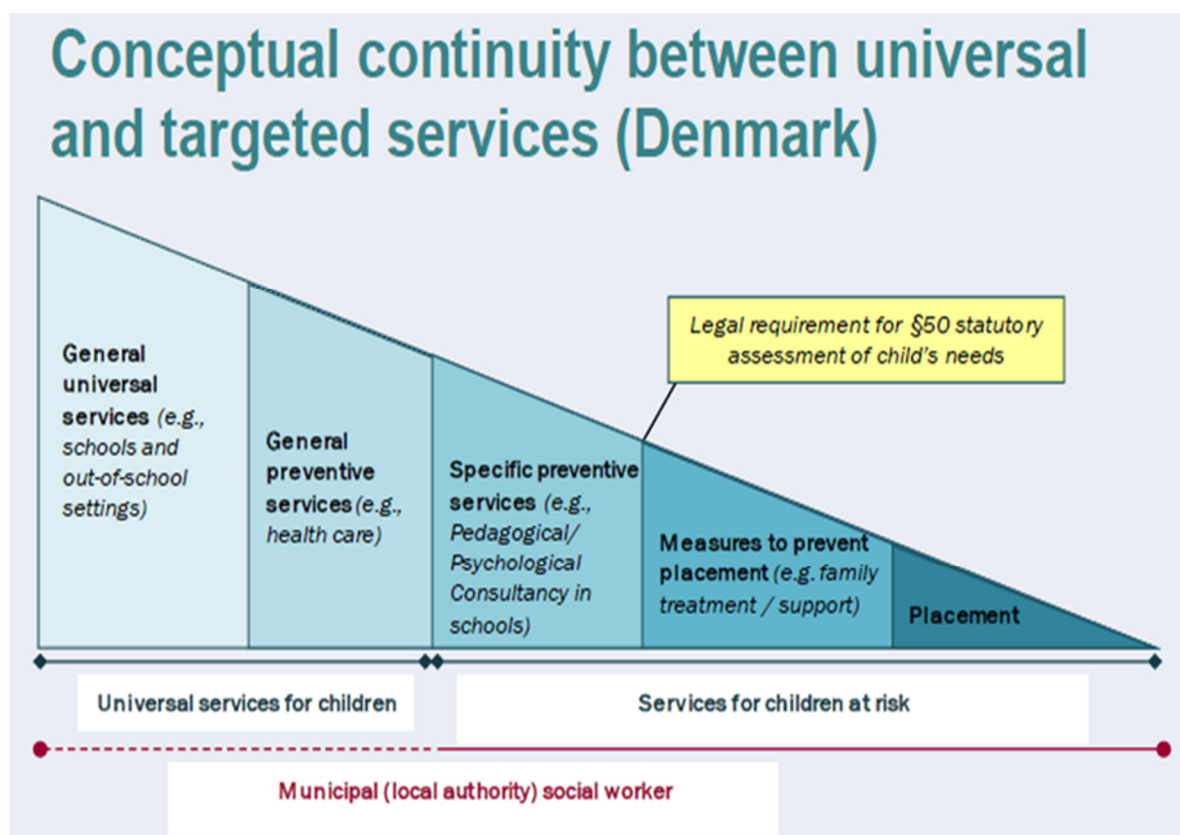 Conceptual continuity between universal
and targeted services (Denmark)
Legal requirement for §50 statutory
assessment of child's needs
General
universal
services (e.g.,
schools and
out-of-school
settings)
General
preventive
services (e.g.,
health care)
Specific preventive
services (e.g.,
Pedagogical/
Psychological
Consultancy in
schools)
Measures to prevent
placement (e.g. family
treatment / support)
Placement
Universal services for children
Services for children at risk
Municipal (local authority) social worker